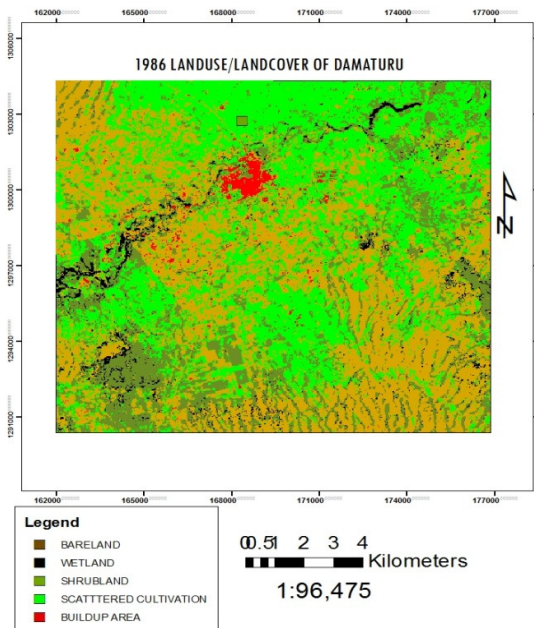 162000 165000 168000 171000 174000 177000
1986 LANDUSE/LANDCOVER OF DAMATURU
1306000
1303000
1300000
1297000
1294000
1291000
N
162000 165000 168000 171000 174000 177000
Legend
BARELAND
WETLAND
SHRUBLAND
SCATTTERED CULTIVATION
BUILDUP AREA
0 0.5 1 2 3 4
Kilometers
1:96,475